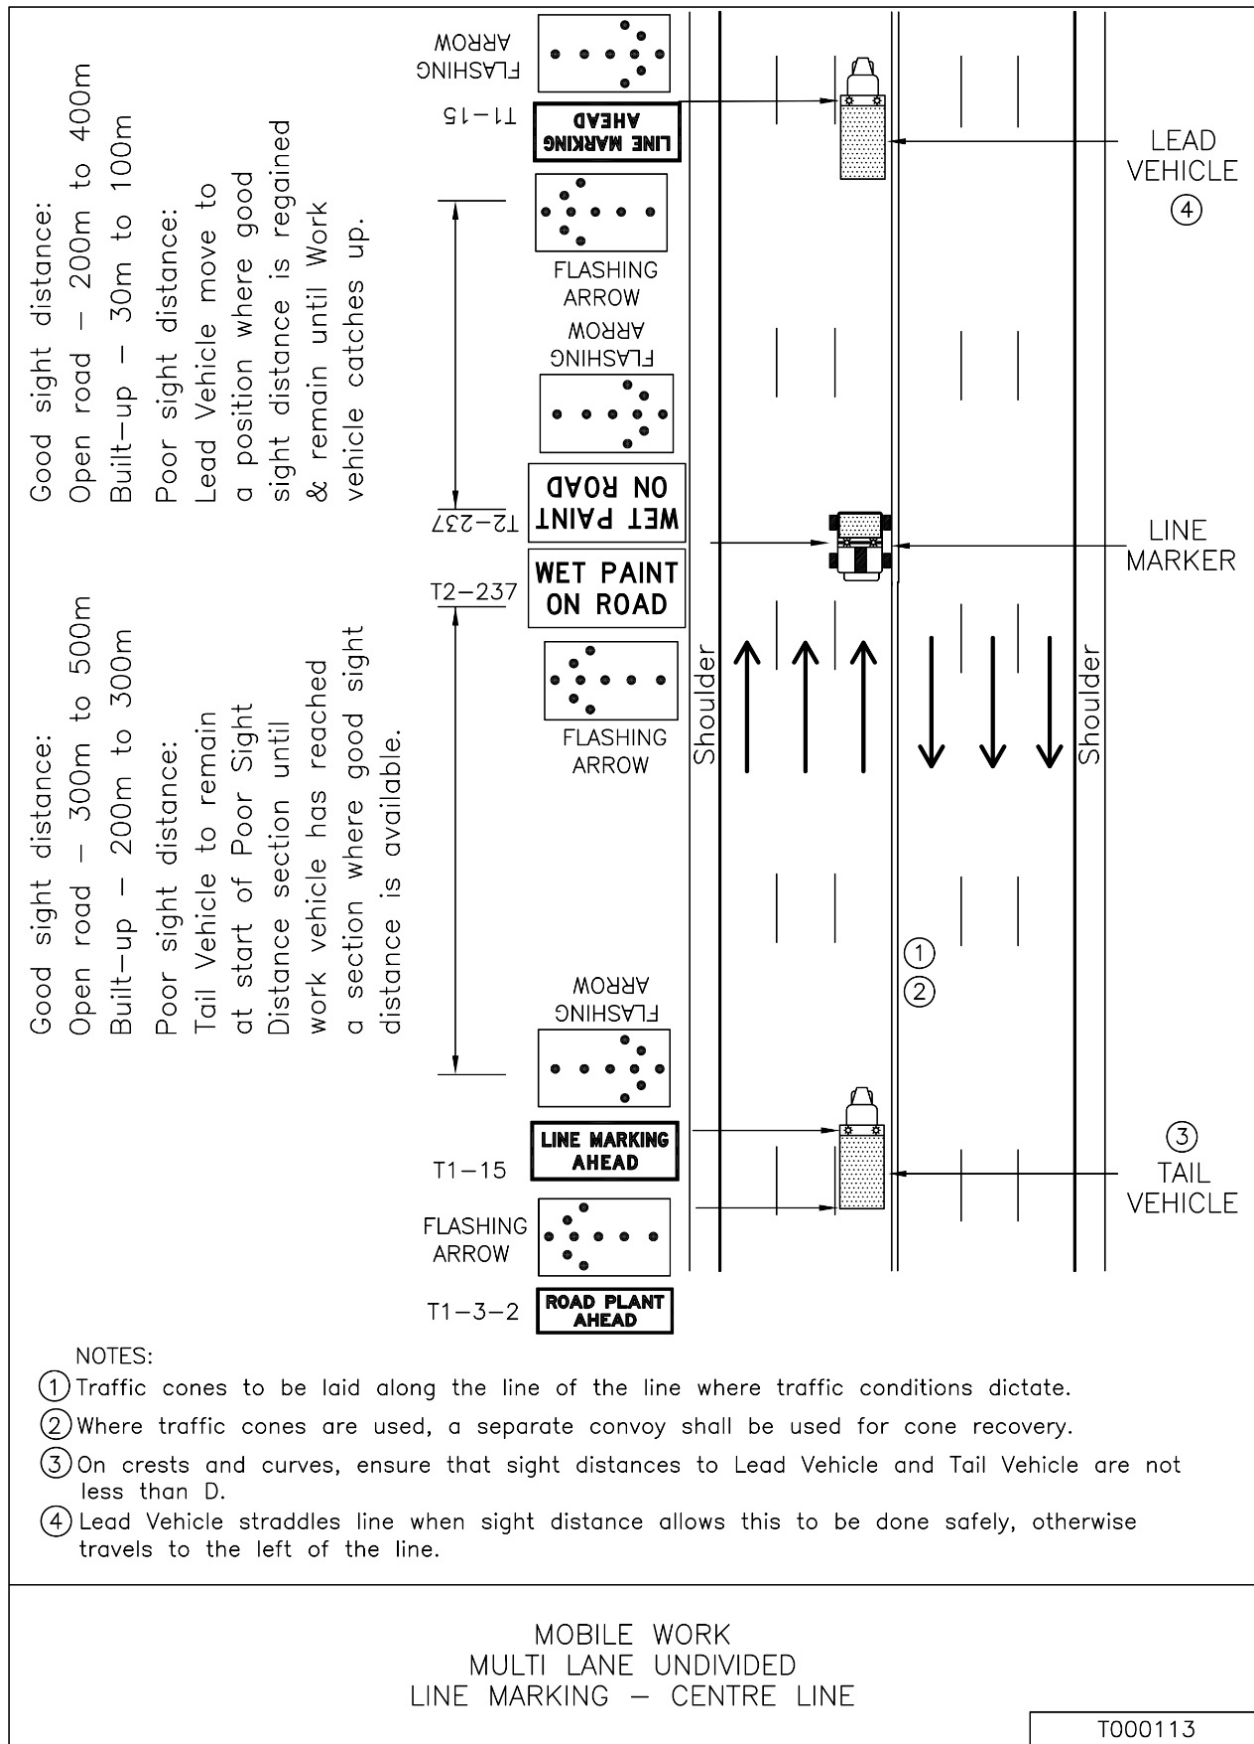 Good sight distance:
Open road – 200m to 400m
Built–up – 30m to 100m
Poor sight distance:
Lead Vehicle move to
a position where good
sight distance is regained
& remain until Work
vehicle catches up.
Good sight distance:
Open road – 300m to 500m
Built–up – 200m to 300m
Poor sight distance:
Tail Vehicle to remain
at start of Poor Sight
Distance section until
work vehicle has reached
a section where good sight
distance is available.
FLASHING
ARROW
T1–15
LINE MARKING
AHEAD
FLASHING
ARROW
FLASHING
ARROW
T2–237
WET PAINT
ON ROAD
T2–237
WET PAINT
ON ROAD
FLASHING
ARROW
FLASHING
ARROW
T1–15
LINE MARKING
AHEAD
FLASHING
ARROW
T1–3–2
ROAD PLANT
AHEAD
Shoulder
Shoulder
1
2
LEAD
VEHICLE
4
LINE
MARKER
3
TAIL
VEHICLE
NOTES:
1 Traffic cones to be laid along the line of the line where traffic conditions dictate.
2 Where traffic cones are used, a separate convoy shall be used for cone recovery.
3 On crests and curves, ensure that sight distances to Lead Vehicle and Tail Vehicle are not
less than D.
4 Lead Vehicle straddles line when sight distance allows this to be done safely, otherwise
travels to the left of the line.
MOBILE WORK
MULTI LANE UNDIVIDED
LINE MARKING – CENTRE LINE
T000113